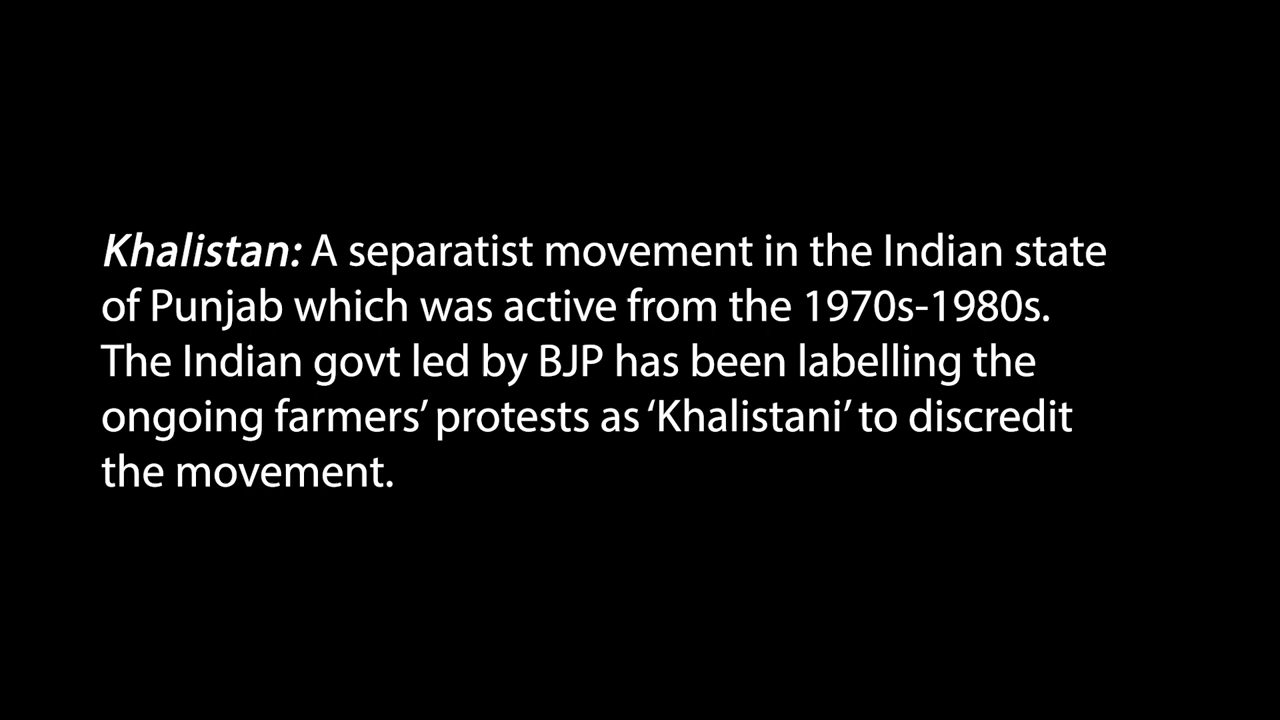 Khalistan: A separatist movement in the Indian state
of Punjab which was active from the 1970s-1980s.
The Indian govt led by BJP has been labelling the
ongoing farmers’ protests as ‘Khalistani’ to discredit
the movement.